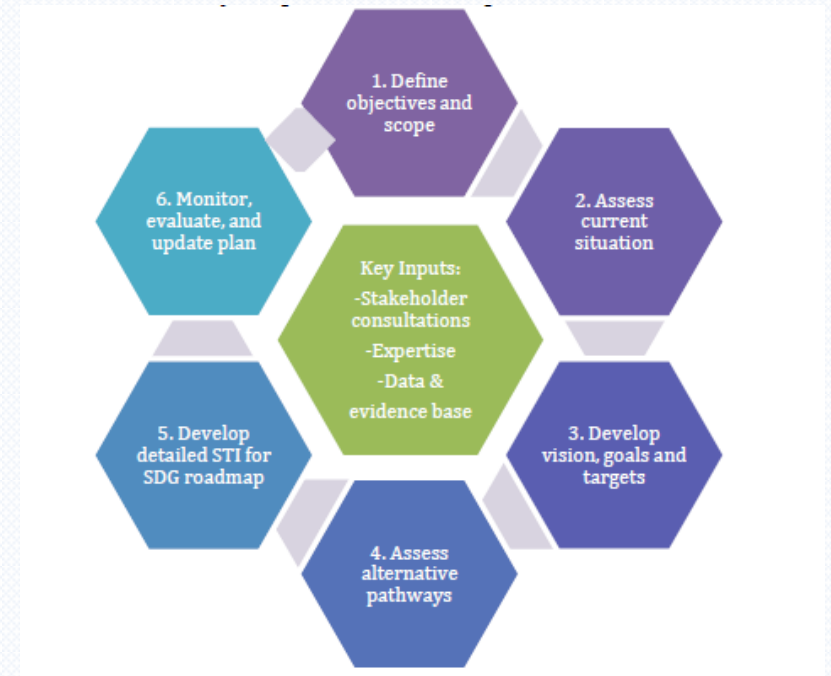 1. Define
objectives and
scope
2. Assess
current
situation
3. Develop
vision, goals and
targets
4. Assess
alternative
pathways
5. Develop
detailed STI for
SDG roadmap
6. Monitor,
evaluate, and
update plan
Key Inputs:
-Stakeholder
consultations
-Expertise
-Data &
evidence base